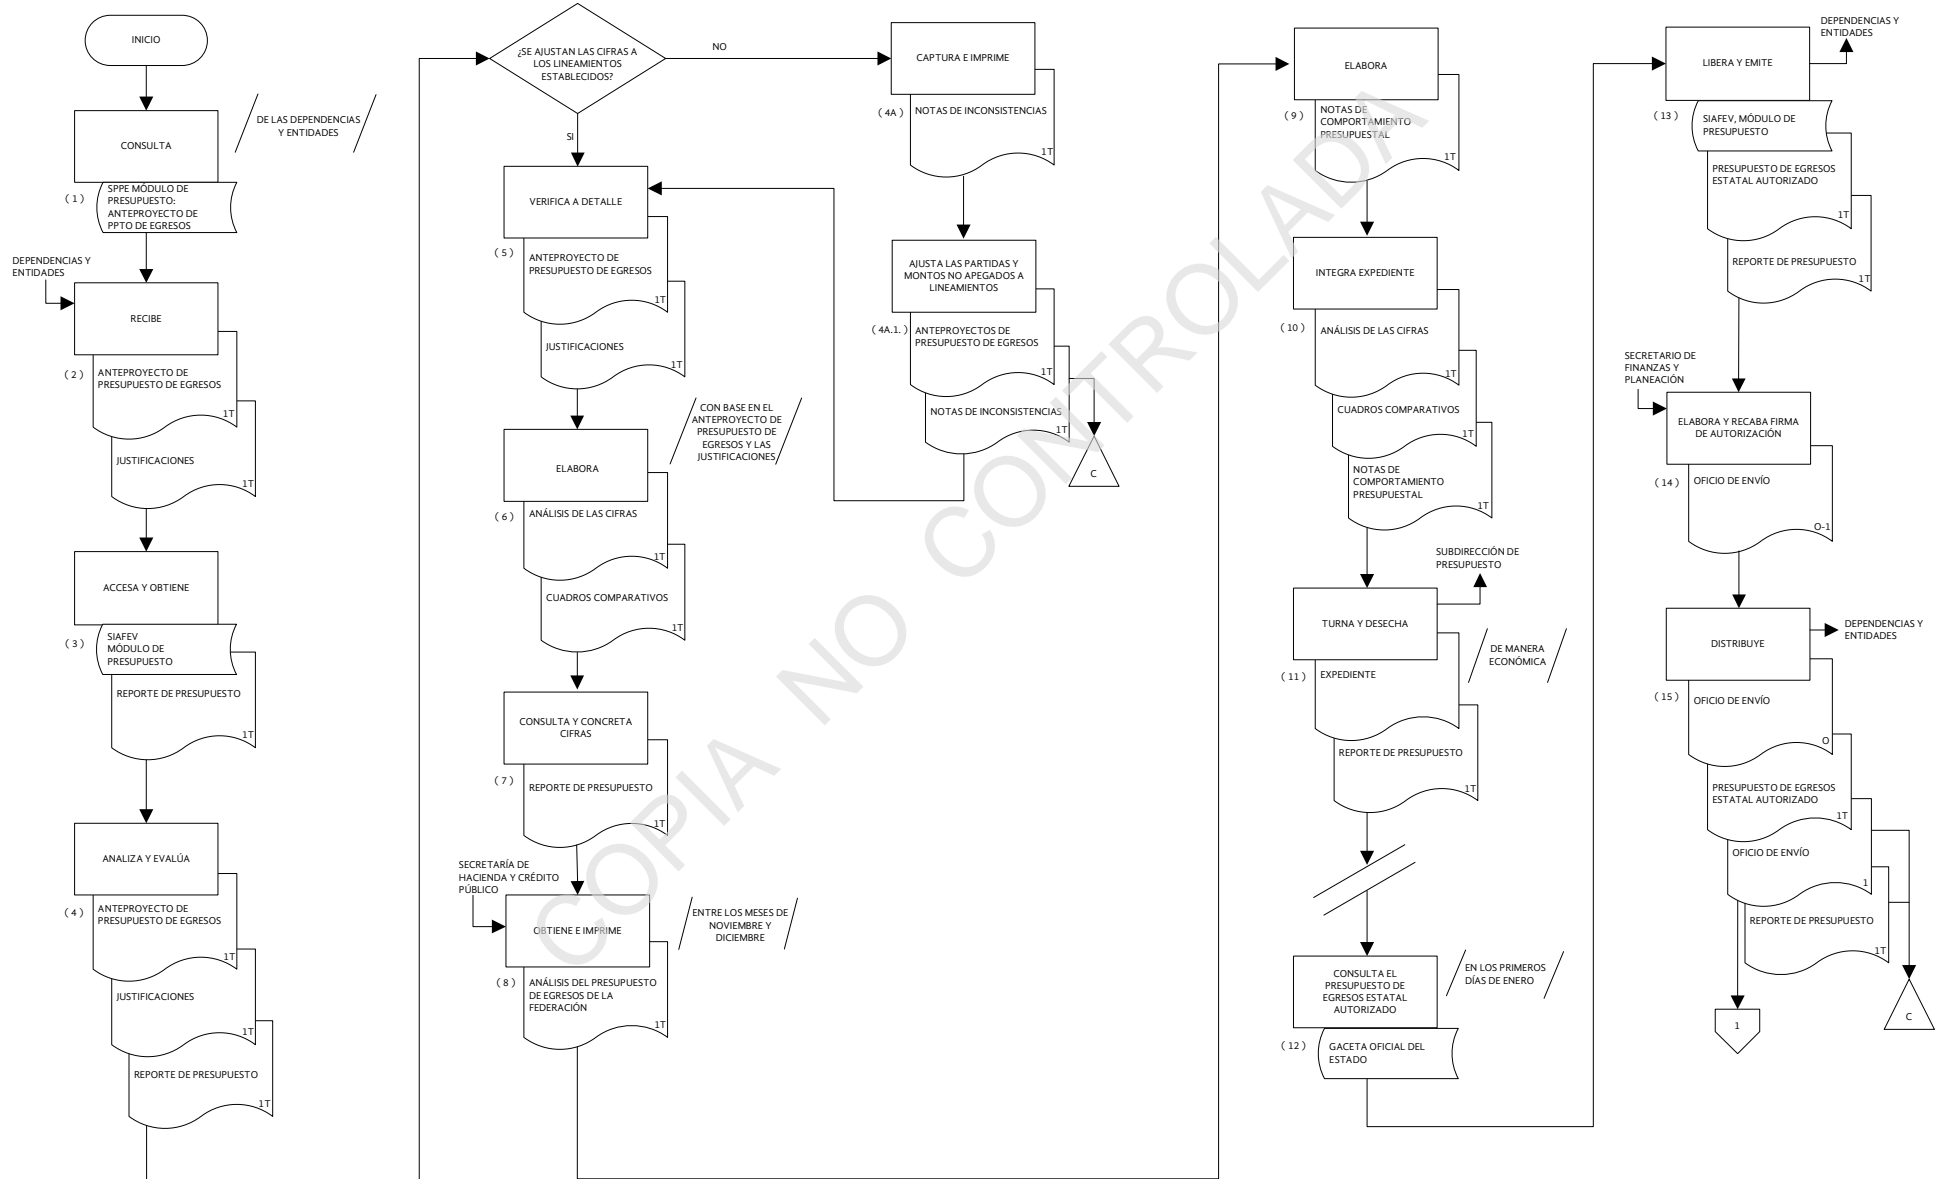 INICIO
CONSULTA
DE LAS DEPENDENCIAS
Y ENTIDADES
( 1 )
SPPE MÓDULO DE
PRESUPUESTO:
ANTEPROYECTO DE
PPTO DE EGRESOS
DEPENDENCIAS Y
ENTIDADES
RECIBE
( 2 )
ANTEPROYECTO DE
PRESUPUESTO DE EGRESOS
1T
JUSTIFICACIONES
1T
ACCESA Y OBTIENE
( 3 )
SIAFEV
MÓDULO DE
PRESUPUESTO
REPORTE DE PRESUPUESTO
1T
ANALIZA Y EVALÚA
( 4 )
ANTEPROYECTO DE
PRESUPUESTO DE EGRESOS
1T
JUSTIFICACIONES
1T
REPORTE DE PRESUPUESTO
1T
¿SE AJUSTAN LAS CIFRAS A
LOS LINEAMIENTOS
ESTABLECIDOS?
NO
SI
VERIFICA A DETALLE
( 5 )
ANTEPROYECTO DE
PRESUPUESTO DE EGRESOS
1T
JUSTIFICACIONES
1T
CON BASE EN EL
ANTEPROYECTO DE
PRESUPUESTO DE
EGRESOS Y LAS
JUSTIFICACIONES
ELABORA
( 6 )
ANÁLISIS DE LAS CIFRAS
1T
CUADROS COMPARATIVOS
1T
CONSULTA Y CONCRETA
CIFRAS
( 7 )
REPORTE DE PRESUPUESTO
1T
SECRETARÍA DE
HACIENDA Y CRÉDITO
PÚBLICO
OBTIENE E IMPRIME
ENTRE LOS MESES DE
NOVIEMBRE Y
DICIEMBRE
( 8 )
ANÁLISIS DEL PRESUPUESTO
DE EGRESOS DE LA
FEDERACIÓN
1T
CAPTURA E IMPRIME
( 4A )
NOTAS DE INCONSISTENCIAS
1T
AJUSTA LAS PARTIDAS Y
MONTOS NO APEGADOS A
LINEAMIENTOS
( 4A.1. )
ANTEPROYECTOS DE
PRESUPUESTO DE EGRESOS
1T
NOTAS DE INCONSISTENCIAS
1T
C
ELABORA
( 9 )
NOTAS DE
COMPORTAMIENTO
PRESUPUESTAL
1T
INTEGRA EXPEDIENTE
( 10 )
ANÁLISIS DE LAS CIFRAS
1T
CUADROS COMPARATIVOS
1T
NOTAS DE
COMPORTAMIENTO
PRESUPUESTAL
1T
SUBDIRECCIÓN DE
PRESUPUESTO
TURNA Y DESECHA
DE MANERA
ECONÓMICA
( 11 )
EXPEDIENTE
REPORTE DE PRESUPUESTO
1T
CONSULTA EL
PRESUPUESTO DE
EGRESOS ESTATAL
AUTORIZADO
EN LOS PRIMEROS
DÍAS DE ENERO
( 12 )
GACETA OFICIAL DEL
ESTADO
DEPENDENCIAS Y
ENTIDADES
LIBERA Y EMITE
( 13 )
SIAFEV, MÓDULO DE
PRESUPUESTO
PRESUPUESTO DE EGRESOS
ESTATAL AUTORIZADO
1T
REPORTE DE PRESUPUESTO
1T
SECRETARIO DE
FINANZAS Y
PLANEACIÓN
ELABORA Y RECABA FIRMA
DE AUTORIZACIÓN
( 14 )
OFICIO DE ENVÍO
O-1
DISTRIBUYE
DEPENDENCIAS Y
ENTIDADES
( 15 )
OFICIO DE ENVÍO
O
PRESUPUESTO DE EGRESOS
ESTATAL AUTORIZADO
1T
OFICIO DE ENVÍO
1
REPORTE DE PRESUPUESTO
1T
1
C
COPIA NO CONTROLADA